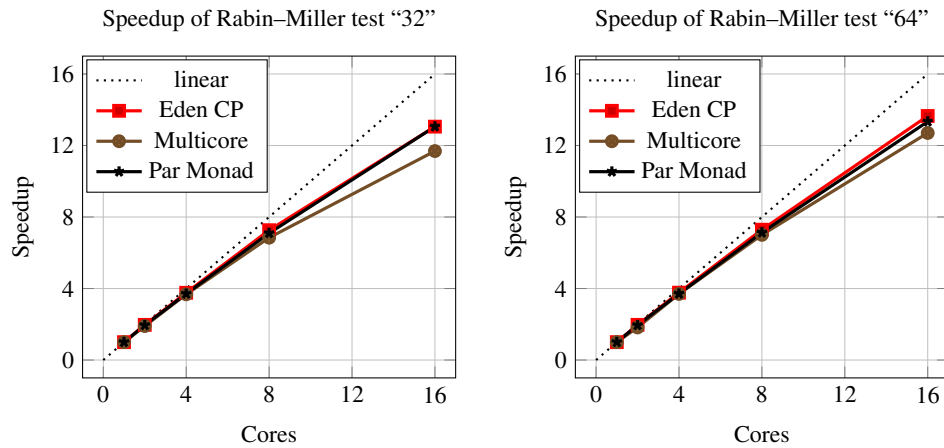 Speedup of Rabin–Miller test “32”
16
12
8
4
0
Speedup
linear
Eden CP
Multicore
Par Monad
0 4 8 12 16
Cores
Speedup of Rabin–Miller test “64”
16
12
8
4
0
Speedup
linear
Eden CP
Multicore
Par Monad
0 4 8 12 16
Cores